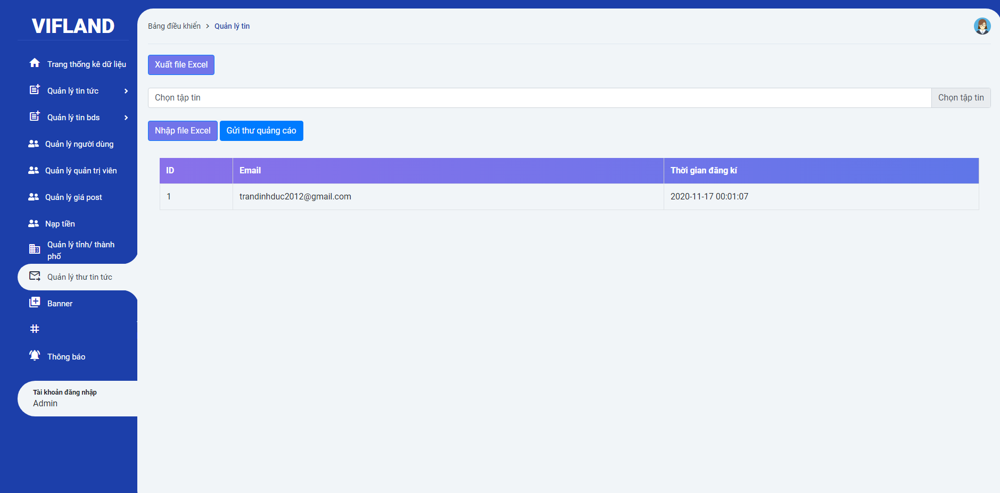 VIFLAND
Trang thống kê dữ liệu
Quản lý tin tức
Quản lý tin bds
Quản lý người dùng
Quản lý quản trị viên
Quản lý giá post
Nạp tiền
Quản lý tỉnh/ thành
phố
Quản lý thư tin tức
Banner
Thông báo
Tài khoản đăng nhập
Admin
Bảng điều khiển > Quản lý tin
Xuất file Excel
Chọn tập tin Chọn tập tin
Nhập file Excel Gửi thư quảng cáo
ID Email Thời gian đăng kí
1 trandinhduc2012@gmail.com 2020-11-17 00:01:07